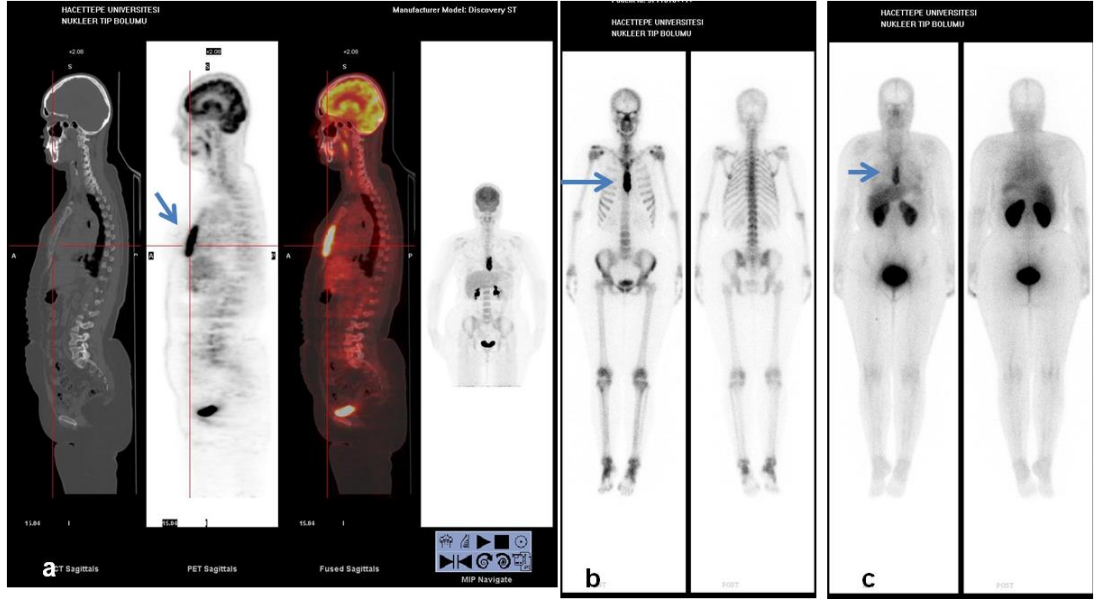 HACETTEPE UNIVERSITESI
NUKLEER TIP BOLUMU
Manufacturer Model: Discovery ST
+2.08
S
+2.08
S
+2.08
S
A
P
A
A
P
15.04
I
15.04
15.04
I
a
CT Sagittals
PET Sagittals
Fused Sagittals
MIP Navigate
HACETTEPE UNIVERSITESI
NUKLEER TIP BOLUMU
b
POST
HACETTEPE UNIVERSITESI
NUKLEER TIP BOLUMU
c
POST